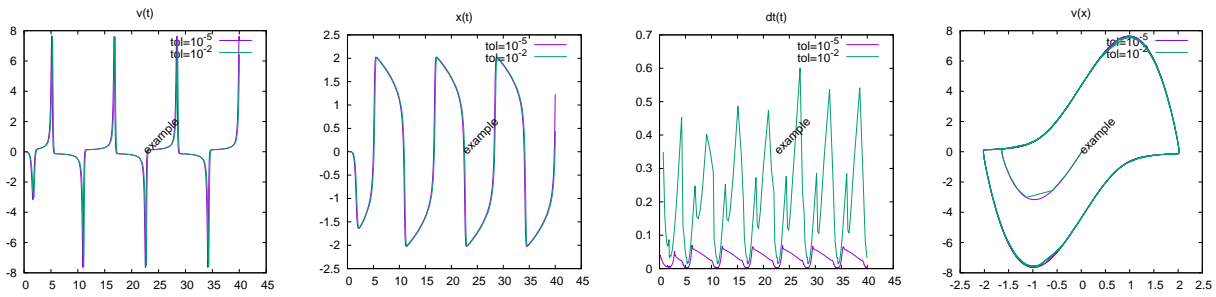 v(t)
8
6
4
2
0
-2
-4
-6
-8
0 5 10 15 20 25 30 35 40 45
tol=10^-5
tol=10^-2
example
x(t)
2.5
2
1.5
1
0.5
0
-0.5
-1
-1.5
-2
-2.5
0 5 10 15 20 25 30 35 40 45
tol=10^-5
tol=10^-2
example
dt(t)
0.7
0.6
0.5
0.4
0.3
0.2
0.1
0
0 5 10 15 20 25 30 35 40 45
tol=10^-5
tol=10^-2
example
v(x)
8
6
4
2
0
-2
-4
-6
-8
-2.5 -2 -1.5 -1 -0.5 0 0.5 1 1.5 2 2.5
tol=10^-5
tol=10^-2
example